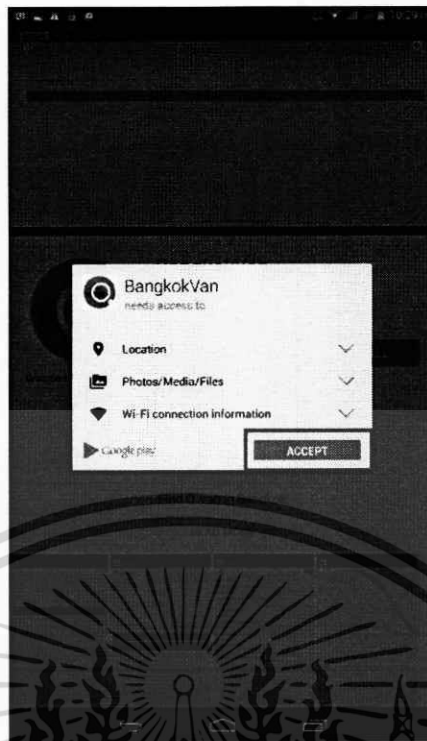 BangkokVan
needs access to
Location
Photos/Media/Files
Wi-Fi connection information
Google play
ACCEPT